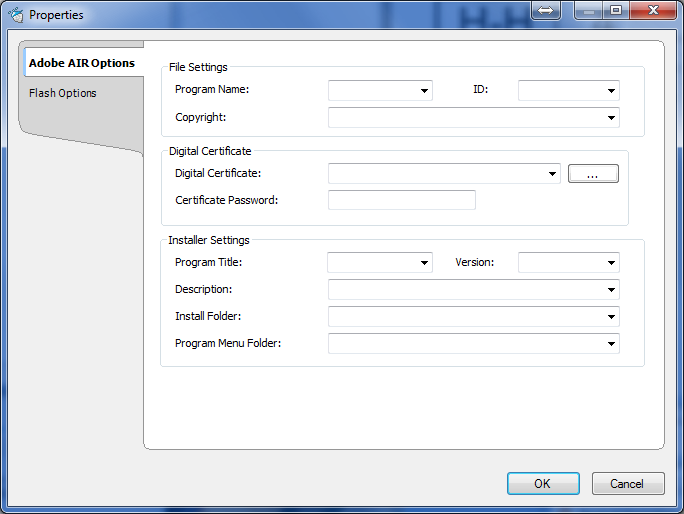 Properties
Adobe AIR Options
Flash Options
File Settings
Program Name: ID:
Copyright:
Digital Certificate
Digital Certificate: ...
Certificate Password:
Installer Settings
Program Title: Version:
Description:
Install Folder:
Program Menu Folder:
OK Cancel